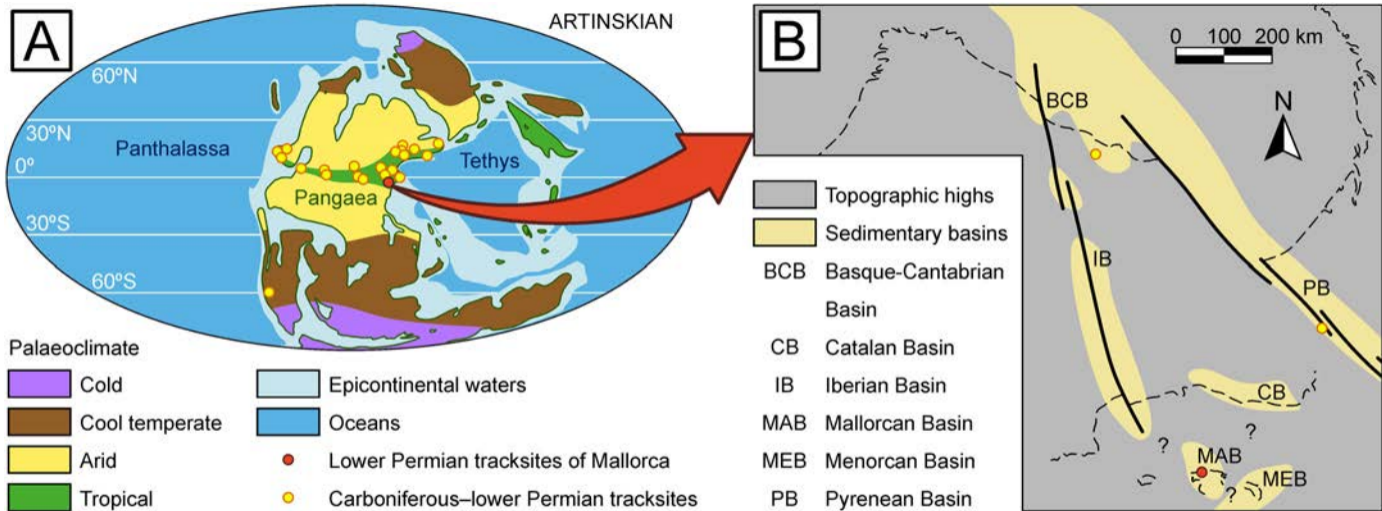 A
ARTINSKIAN
60ºN
30ºN
0º
30ºS
60ºS
Panthalassa
Tethys
Pangaea
Palaeoclimate
Cold
Cool temperate
Arid
Tropical
Epicontinental waters
Oceans
Lower Permian tracksites of Mallorca
Carboniferous–lower Permian tracksites
B
0 100 200 km
N
BCB
IB
PB
CB
?
?
MAB
MEB
?
Topographic highs
Sedimentary basins
BCB Basque-Cantabrian
Basin
CB Catalan Basin
IB Iberian Basin
MAB Mallorcan Basin
MEB Menorcan Basin
PB Pyrenean Basin